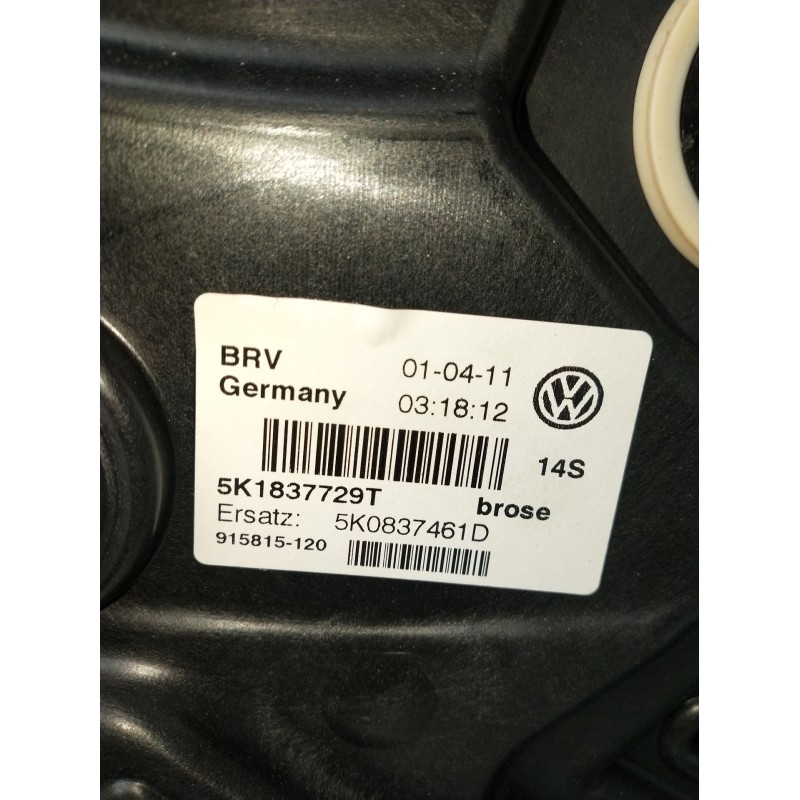 BRV
Germany
01-04-11
03:18:12
14S
5K1837729T
brose
Ersatz: 5K0837461D
915815-120